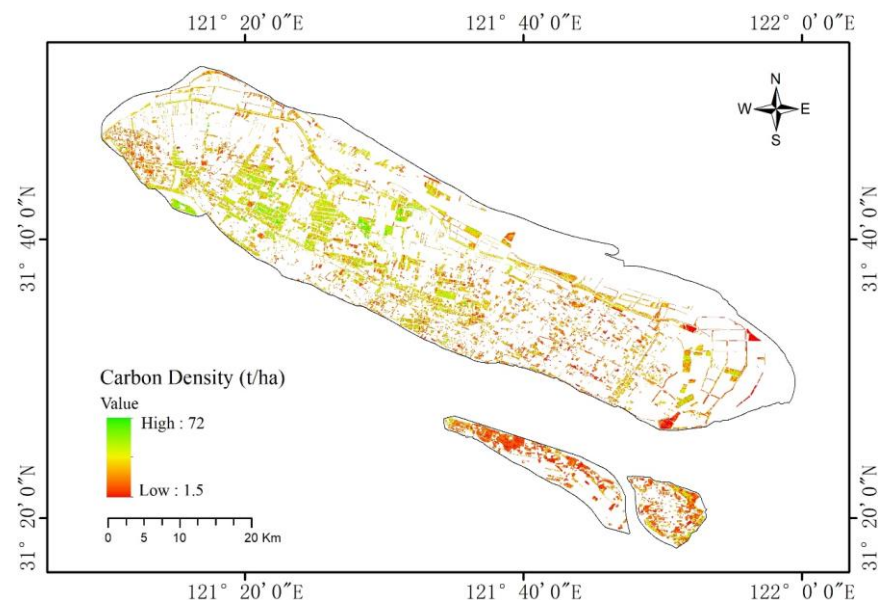 121° 20′0″E 121° 40′0″E 122° 0′0″E
N
W E
S
31° 40′0″N 31° 40′0″N
Carbon Density (t/ha)
Value
High : 72
Low : 1.5
0 5 10 20 Km
31° 20′0″N 31° 20′0″N
121° 20′0″E 121° 40′0″E 122° 0′0″E